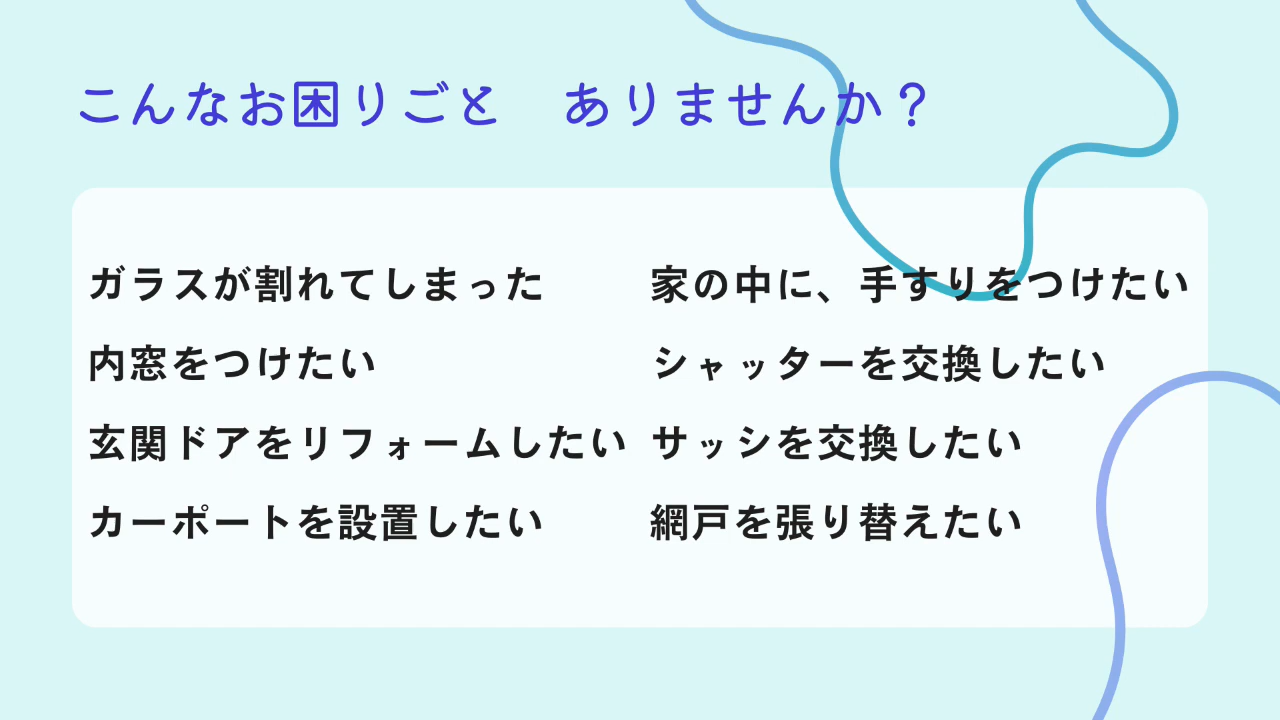 こんなお困りごと　ありませんか？
ガラスが割れてしまった
内窓をつけたい
玄関ドアをリフォームしたい
カーポートを設置したい
家の中に、手すりをつけたい
シャッターを交換したい
サッシを交換したい
網戸を張り替えたい